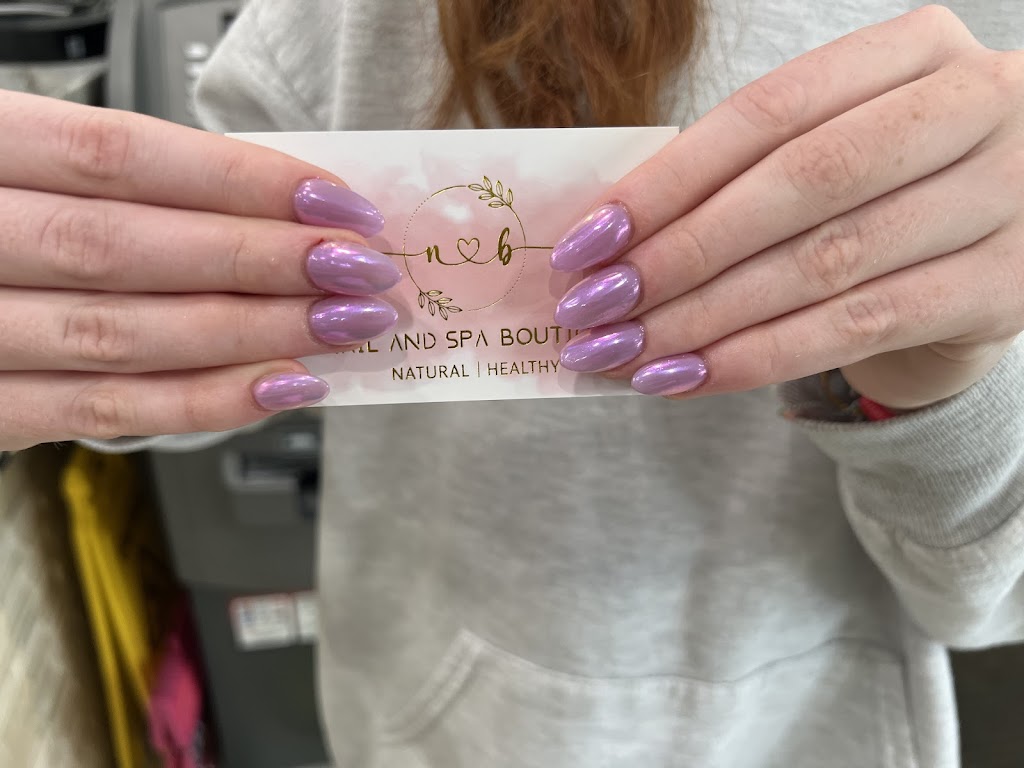 n b
AND SPA
NATURAL | HEALTHY